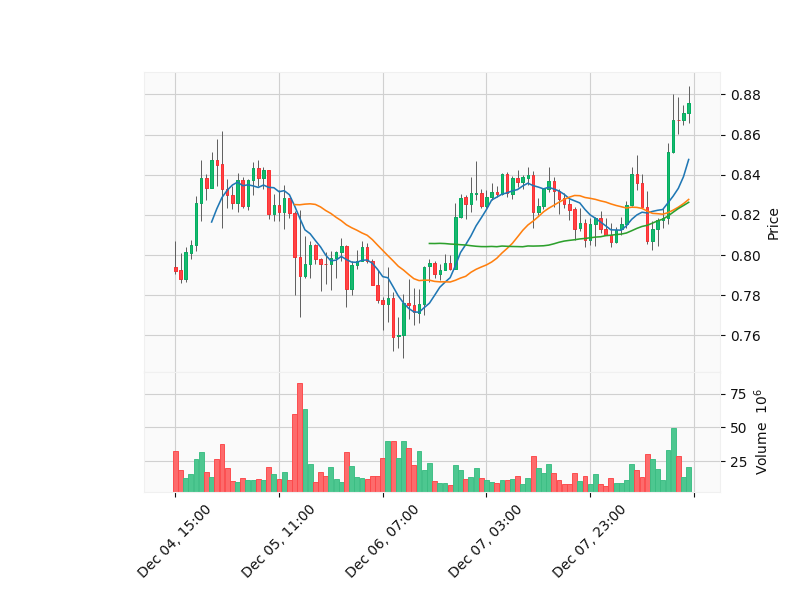 0.88
0.86
0.84
0.82
0.80
0.78
0.76
Price
75
50
25
Volume 10^6
Dec 04, 15:00
Dec 05, 11:00
Dec 06, 07:00
Dec 07, 03:00
Dec 07, 23:00